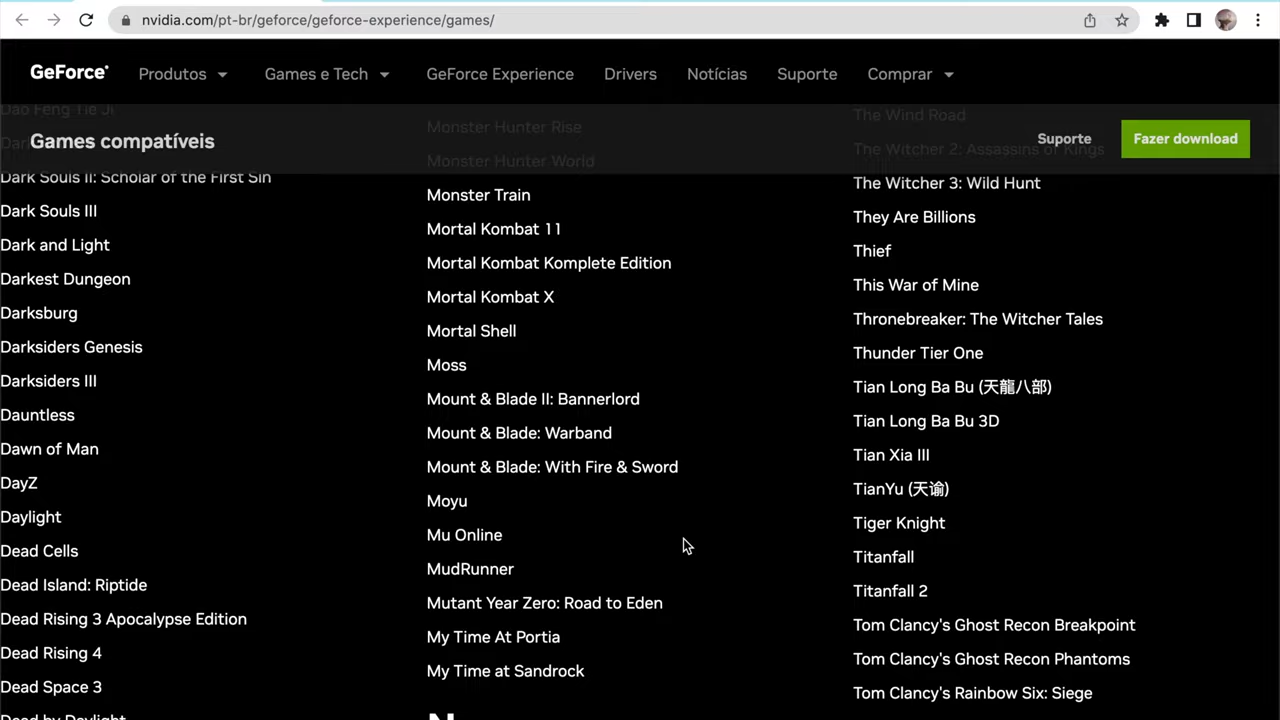 nvidia.com/pt-br/geforce/geforce-experience/games/
GeForce
Produtos
Games e Tech
GeForce Experience
Drivers
Notícias
Suporte
Comprar
Games compatíveis
Suporte
Fazer download
Dao Feng Tie Ji
Dark Souls II: Scholar of the First Sin
Dark Souls III
Dark and Light
Darkest Dungeon
Darksburg
Darksiders Genesis
Darksiders III
Dauntless
Dawn of Man
DayZ
Daylight
Dead Cells
Dead Island: Riptide
Dead Rising 3 Apocalypse Edition
Dead Rising 4
Dead Space 3
Dead by Daylight
Monster Hunter Rise
Monster Hunter World
Monster Train
Mortal Kombat 11
Mortal Kombat Komplete Edition
Mortal Kombat X
Mortal Shell
Moss
Mount & Blade II: Bannerlord
Mount & Blade: Warband
Mount & Blade: With Fire & Sword
Moyu
Mu Online
MudRunner
Mutant Year Zero: Road to Eden
My Time At Portia
My Time at Sandrock
N
The Wind Road
The Witcher 2: Assassins of Kings
The Witcher 3: Wild Hunt
They Are Billions
Thief
This War of Mine
Thronebreaker: The Witcher Tales
Thunder Tier One
Tian Long Ba Bu (天龍八部)
Tian Long Ba Bu 3D
Tian Xia III
TianYu (天谕)
Tiger Knight
Titanfall
Titanfall 2
Tom Clancy's Ghost Recon Breakpoint
Tom Clancy's Ghost Recon Phantoms
Tom Clancy's Rainbow Six: Siege